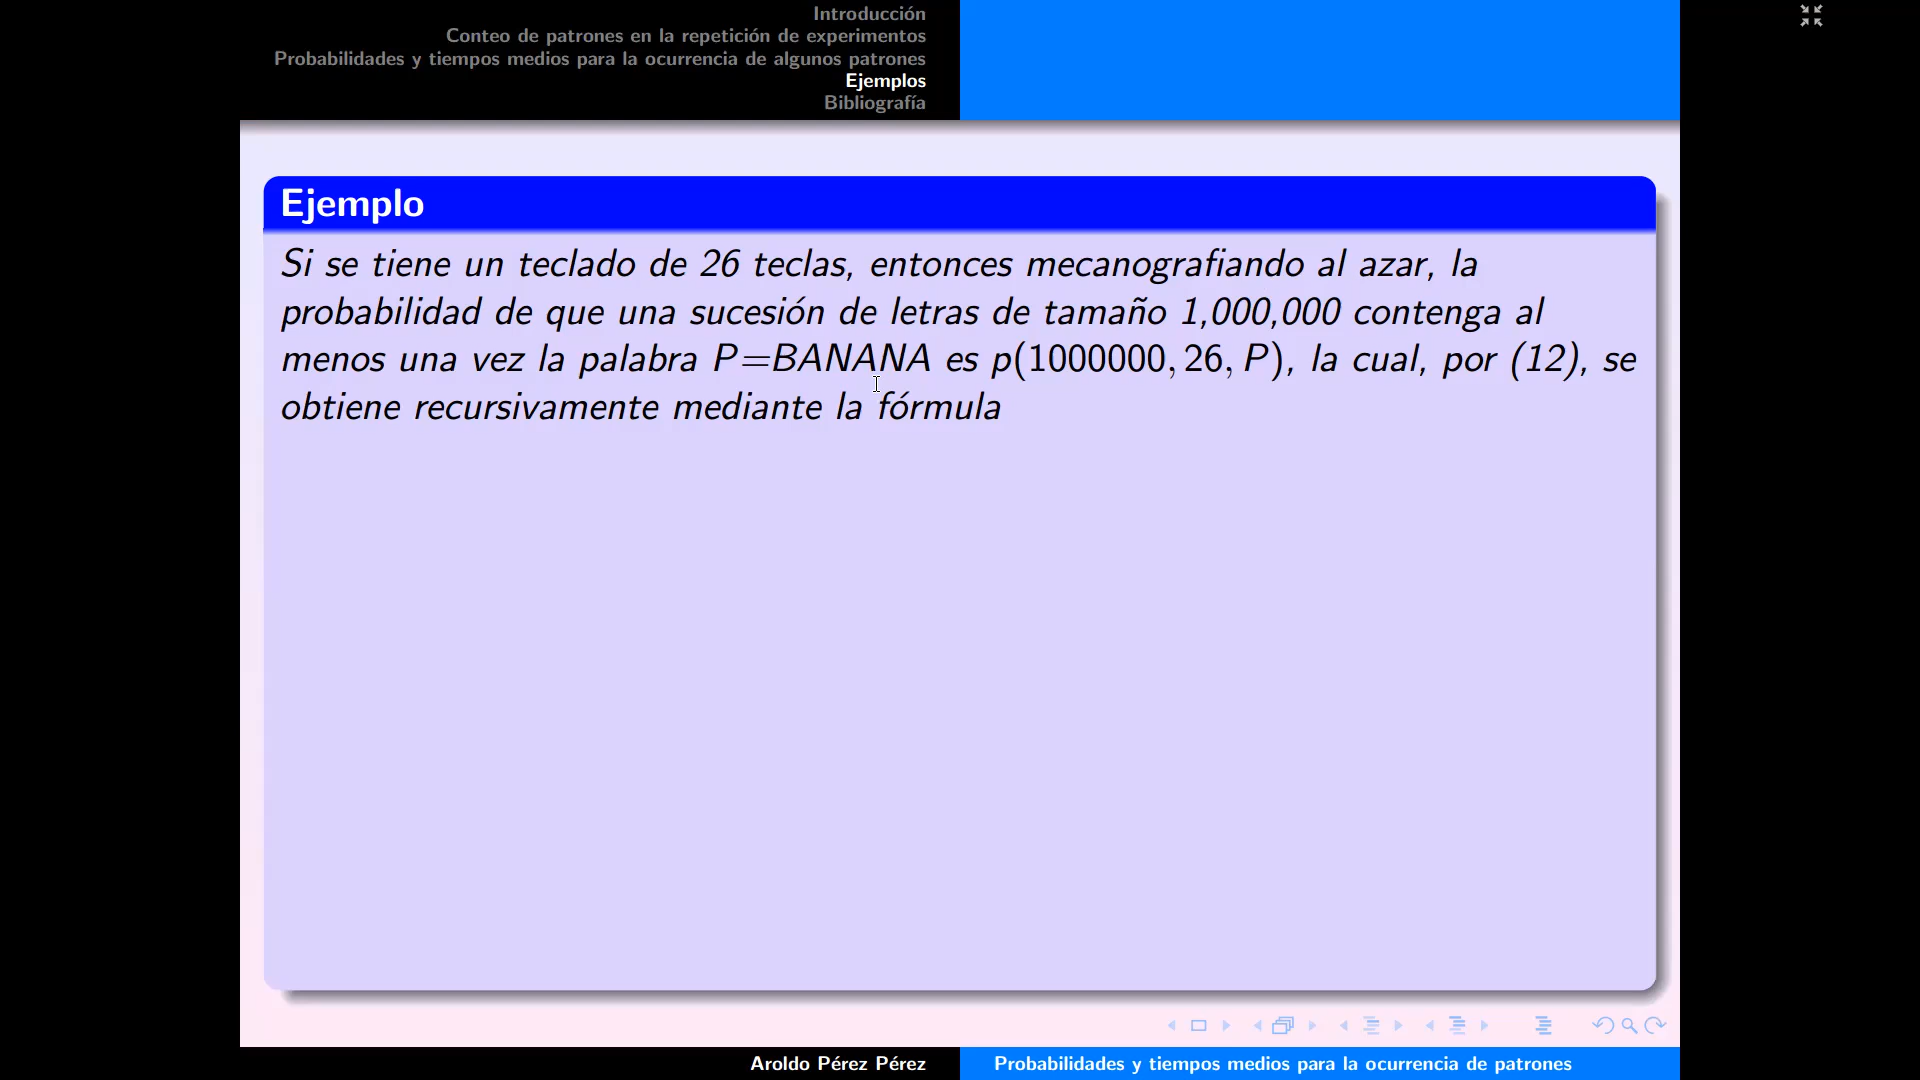 Introducción
Conteo de patrones en la repetición de experimentos
Probabilidades y tiempos medios para la ocurrencia de algunos patrones
Ejemplos
Bibliografía
Ejemplo
Si se tiene un teclado de 26 teclas, entonces mecanografiando al azar, la
probabilidad de que una sucesión de letras de tamaño 1,000,000 contenga al
menos una vez la palabra P=BANANA es p(1000000, 26, P), la cual, por (12), se
obtiene recursivamente mediante la fórmula
Aroldo Pérez Pérez
Probabilidades y tiempos medios para la ocurrencia de patrones